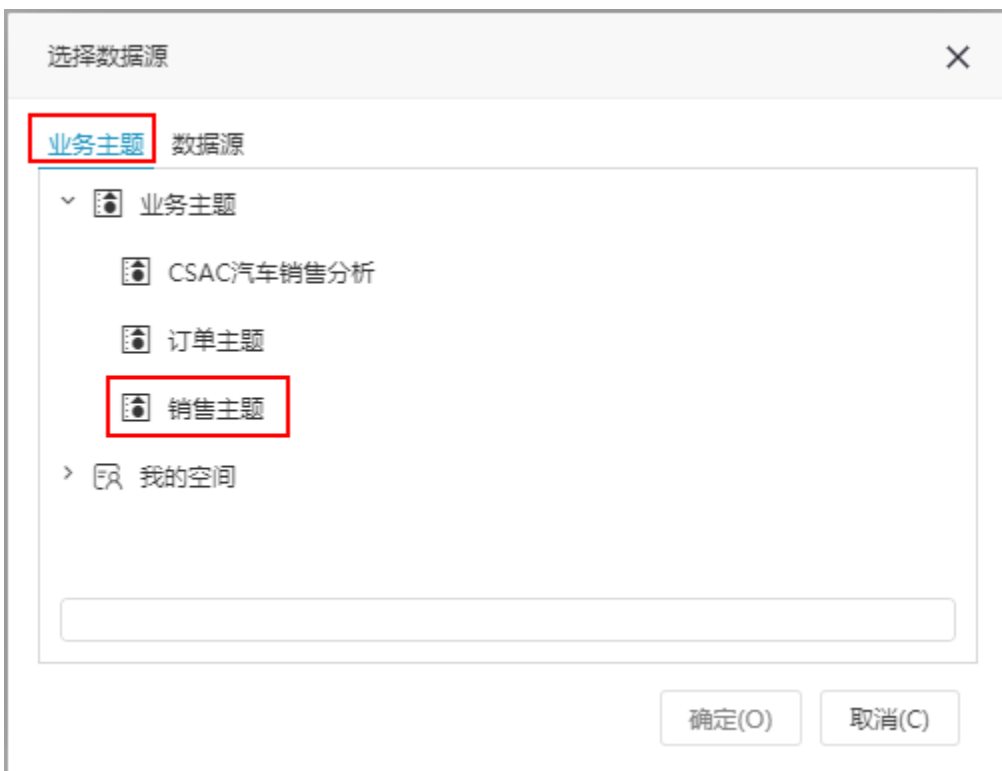 选择数据源
业务主题 数据源
业务主题
CSAC汽车销售分析
订单主题
销售主题
我的空间
确定(O) 取消(C)